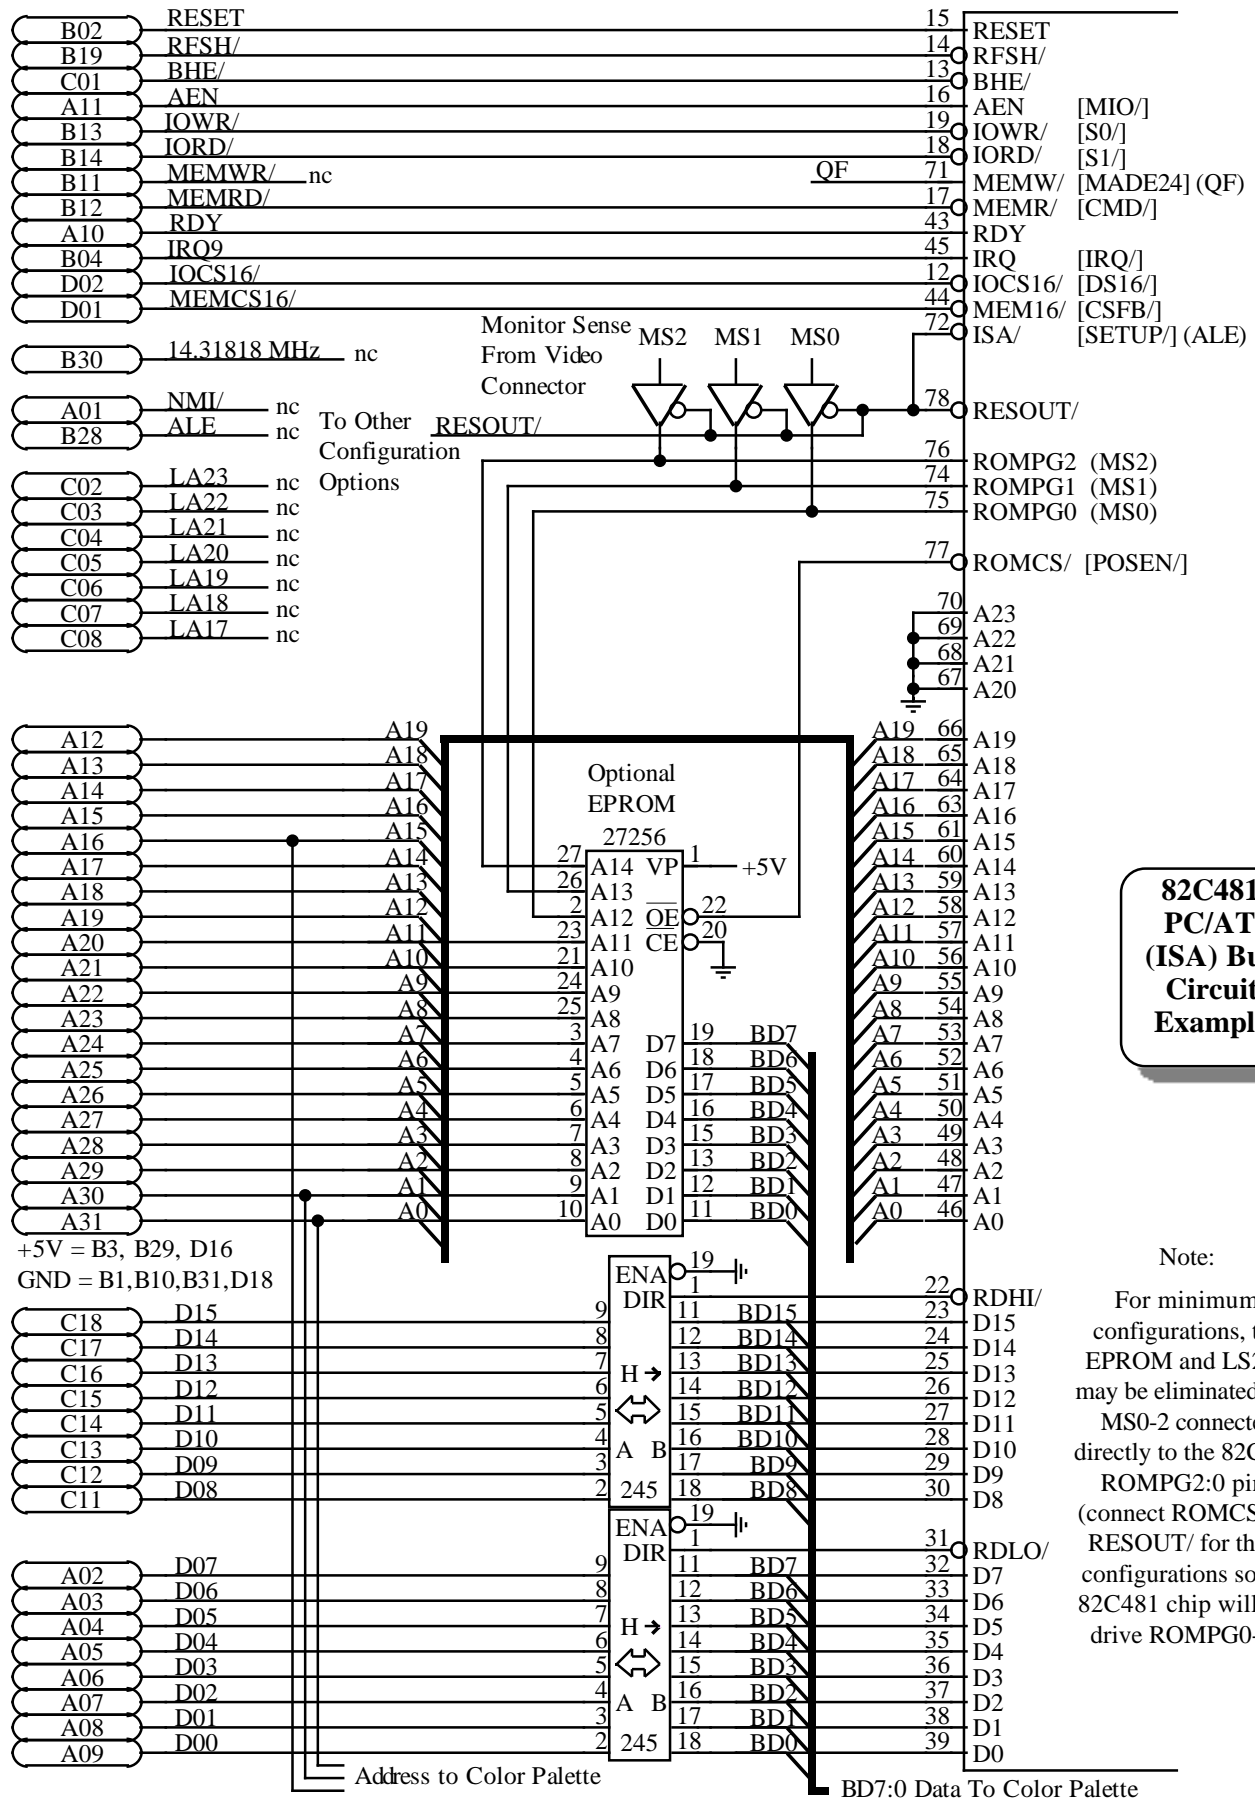 B02 RESET 15 RESET
B19 RFSH/ 14 RFSH/
C01 BHE/ 13 BHE/
A11 AEN 16 AEN [MIO/]
B13 IOWR/ 19 IOWR/ [S0/]
B14 IORD/ 18 IORD/ [S1/]
B11 MEMWR/ nc QF 71 MEMW/ [MADE24] (QF)
B12 MEMRD/ 17 MEMR/ [CMD/]
A10 RDY 43 RDY
B04 IRQ9 45 IRQ [IRQ/]
D02 IOCS16/ 12 IOCS16/ [DS16/]
D01 MEMCS16/ 44 MEM16/ [CSFB/]
72 ISA/ [SETUP/] (ALE)
Monitor Sense
From Video
Connector
MS2 MS1 MS0
B30 14.31818 MHz nc
A01 NMI/ nc
B28 ALE nc
To Other
Configuration
Options
RESOUT/ 78 RESOUT/
76 ROMPG2 (MS2)
74 ROMPG1 (MS1)
75 ROMPG0 (MS0)
C02 LA23 nc
C03 LA22 nc
C04 LA21 nc
C05 LA20 nc
C06 LA19 nc
C07 LA18 nc
C08 LA17 nc
77 ROMCS/ [POSEN/]
70 A23
69 A22
68 A21
67 A20
A12 A19 A19 66 A19
A13 A18 A18 65 A18
A14 A17 A17 64 A17
A15 A16 A16 63 A16
A16 A15 A15 61 A15
A17 A14 A14 60 A14
A18 A13 A13 59 A13
A19 A12 A12 58 A12
A20 A11 A11 57 A11
A21 A10 A10 56 A10
A22 A9 A9 55 A9
A23 A8 A8 54 A8
A24 A7 A7 53 A7
A25 A6 A6 52 A6
A26 A5 A5 51 A5
A27 A4 A4 50 A4
A28 A3 A3 49 A3
A29 A2 A2 48 A2
A30 A1 A1 47 A1
A31 A0 A0 46 A0
Optional
EPROM
27256
27 A14 VP 1 +5V
26 A13
2 A12 OE 22
23 A11 CE 20
21 A10
24 A9
25 A8
3 A7 D7 19 BD7
4 A6 D6 18 BD6
5 A5 D5 17 BD5
6 A4 D4 16 BD4
7 A3 D3 15 BD3
8 A2 D2 13 BD2
9 A1 D1 12 BD1
10 A0 D0 11 BD0
82C481
PC/AT
(ISA) Bu
Circuit
Exampl
+5V = B3, B29, D16
GND = B1,B10,B31,D18
ENA 19
DIR 1 22 RDHI/
C18 D15 9 11 BD15 23 D15
C17 D14 8 12 BD14 24 D14
C16 D13 7 H 13 BD13 25 D13
C15 D12 6 14 BD12 26 D12
C14 D11 5 15 BD11 27 D11
C13 D10 4 A B 16 BD10 28 D10
C12 D09 3 17 BD9 29 D9
C11 D08 2 245 18 BD8 30 D8
ENA 19
DIR 1 31 RDLO/
A02 D07 9 11 BD7 32 D7
A03 D06 8 12 BD6 33 D6
A04 D05 7 H 13 BD5 34 D5
A05 D04 6 14 BD4 35 D4
A06 D03 5 15 BD3 36 D3
A07 D02 4 A B 16 BD2 37 D2
A08 D01 3 17 BD1 38 D1
A09 D00 2 245 18 BD0 39 D0
Note:
For minimum
configurations, t
EPROM and LS2
may be eliminated
MS0-2 connecte
directly to the 82C
ROMPG2:0 pin
(connect ROMCS
RESOUT/ for th
configurations so
82C481 chip will
drive ROMPG0-
Address to Color Palette
BD7:0 Data To Color Palette